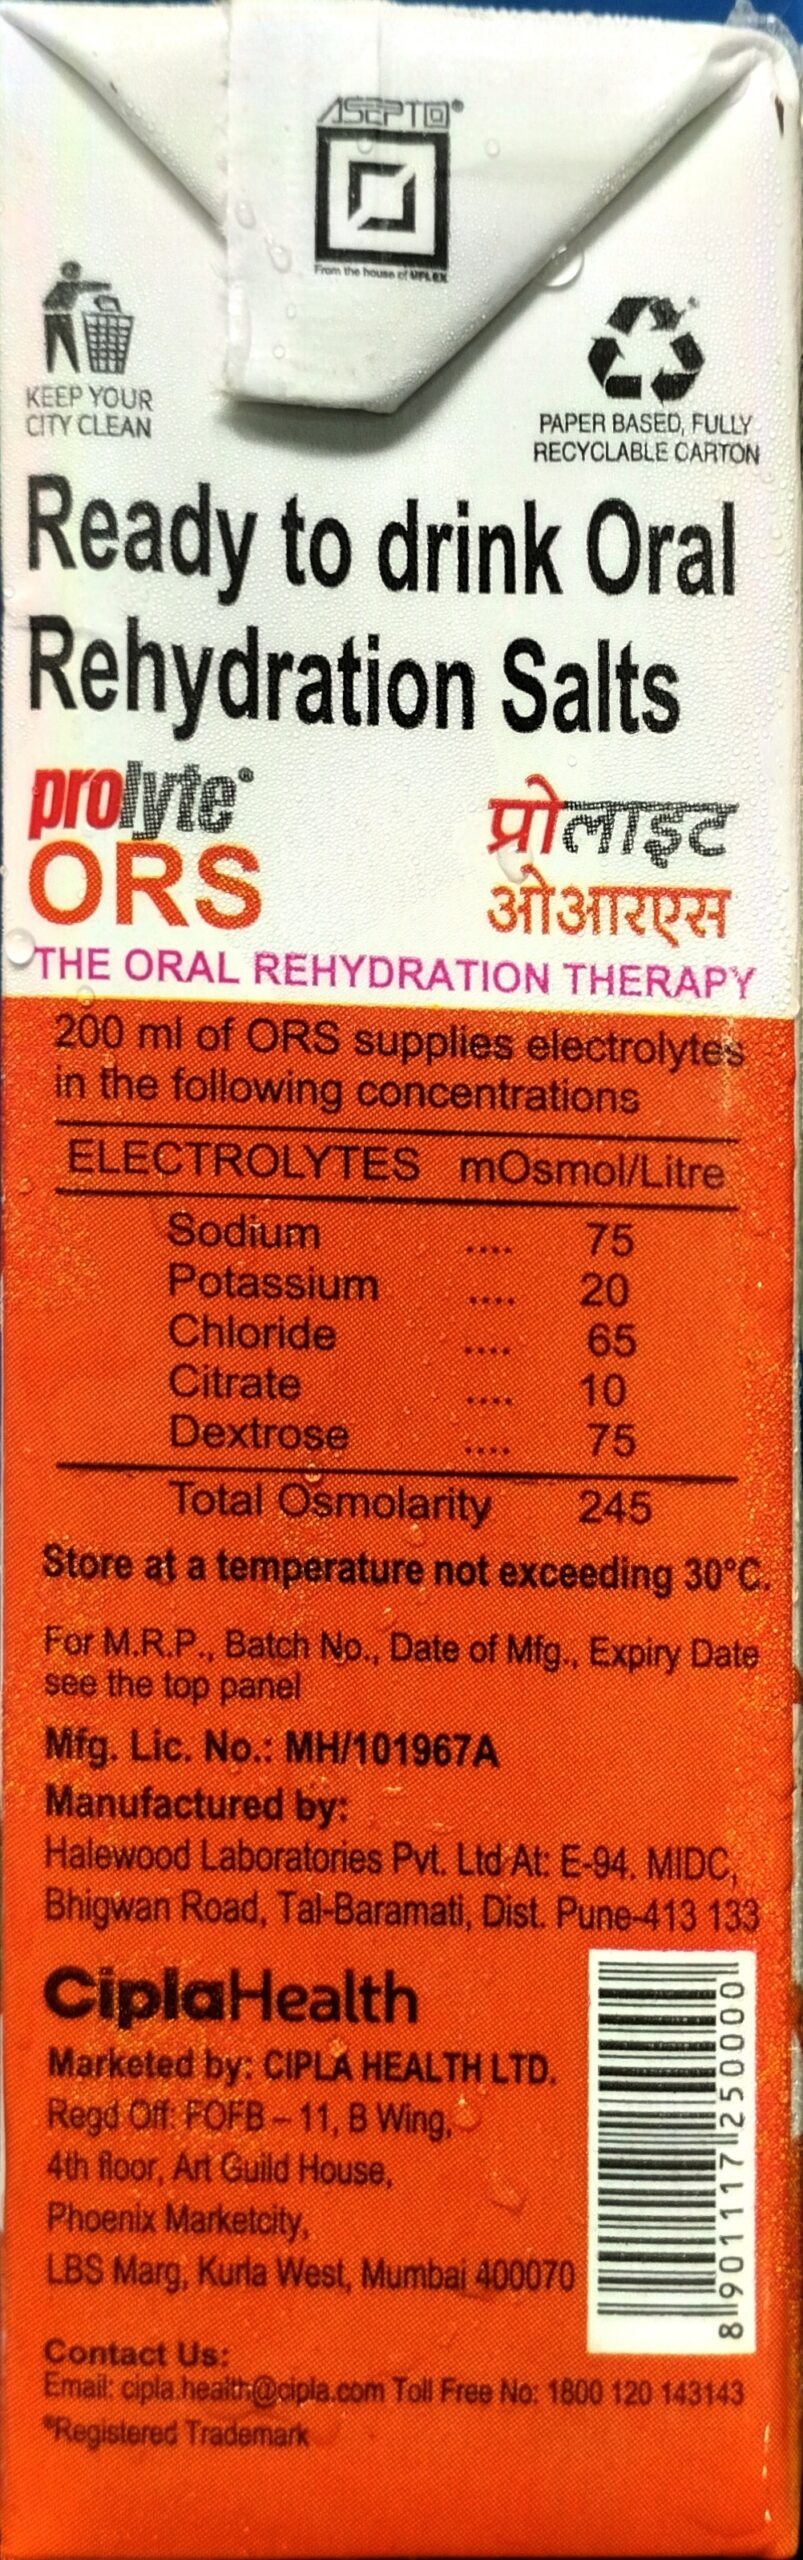 ASEPTO®
From the house of UFLEX
KEEP YOUR
CITY CLEAN
PAPER BASED, FULLY
RECYCLABLE CARTON
Ready to drink Oral
Rehydration Salts
prolyte®
ORS
प्रोलाइट
ओआरएस
THE ORAL REHYDRATION THERAPY
200 ml of ORS supplies electrolytes
in the following concentrations
ELECTROLYTES mOsmol/Litre
Sodium .... 75
Potassium .... 20
Chloride .... 65
Citrate .... 10
Dextrose .... 75
Total Osmolarity 245
Store at a temperature not exceeding 30°C.
For M.R.P., Batch No., Date of Mfg., Expiry Date
see the top panel
Mfg. Lic. No.: MH/101967A
Manufactured by:
Halewood Laboratories Pvt. Ltd At: E-94. MIDC,
Bhigwan Road, Tal-Baramati, Dist. Pune-413 133
CiplaHealth
Marketed by: CIPLA HEALTH LTD.
Regd Off: FOFB – 11, B Wing,
4th floor, Art Guild House,
Phoenix Marketcity,
LBS Marg, Kurla West, Mumbai 400070
8 901117 250000
Contact Us:
Email: cipla.health@cipla.com Toll Free No: 1800 120 143143
®Registered Trademark